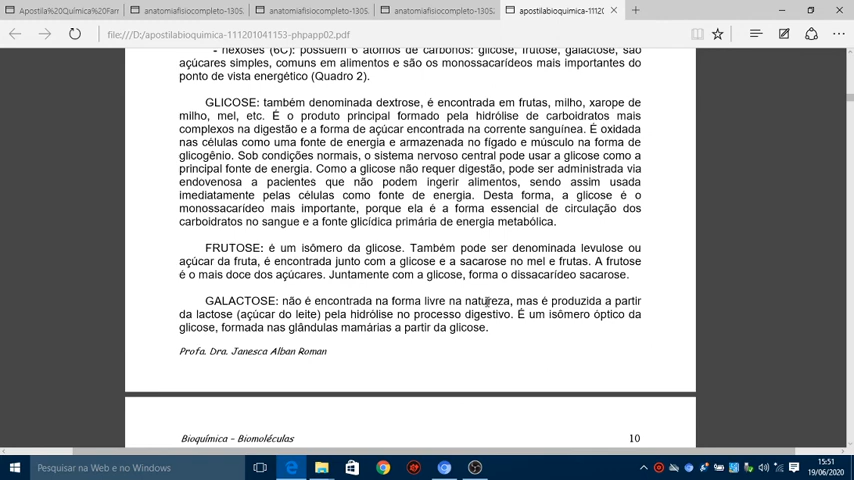 Apostila%20Química%20Farr
anatomiafisiocompleto-1305
anatomiafisiocompleto-1305
anatomiafisiocompleto-1305
apostilabioquimica-1112
file:///D:/apostilabioquimica-111201041153-phpapp02.pdf
- hexoses (6C): possuem 6 átomos de carbonos: glicose, frutose, galactose, são
açúcares simples, comuns em alimentos e são os monossacarídeos mais importantes do
ponto de vista energético (Quadro 2).
GLICOSE: também denominada dextrose, é encontrada em frutas, milho, xarope de
milho, mel, etc. É o produto principal formado pela hidrólise de carboidratos mais
complexos na digestão e a forma de açúcar encontrada na corrente sanguínea. É oxidada
nas células como uma fonte de energia e armazenada no fígado e músculo na forma de
glicogênio. Sob condições normais, o sistema nervoso central pode usar a glicose como a
principal fonte de energia. Como a glicose não requer digestão, pode ser administrada via
endovenosa a pacientes que não podem ingerir alimentos, sendo assim usada
imediatamente pelas células como fonte de energia. Desta forma, a glicose é o
monossacarídeo mais importante, porque ela é a forma essencial de circulação dos
carboidratos no sangue e a fonte glicídica primária de energia metabólica.
FRUTOSE: é um isômero da glicose. Também pode ser denominada levulose ou
açúcar da fruta, é encontrada junto com a glicose e a sacarose no mel e frutas. A frutose
é o mais doce dos açúcares. Juntamente com a glicose, forma o dissacarídeo sacarose.
GALACTOSE: não é encontrada na forma livre na natureza, mas é produzida a partir
da lactose (açúcar do leite) pela hidrólise no processo digestivo. É um isômero óptico da
glicose, formada nas glândulas mamárias a partir da glicose.
Profa. Dra. Janesca Alban Roman
Bioquímica - Biomoléculas 10
Pesquisar na Web e no Windows
15:51
19/06/2020